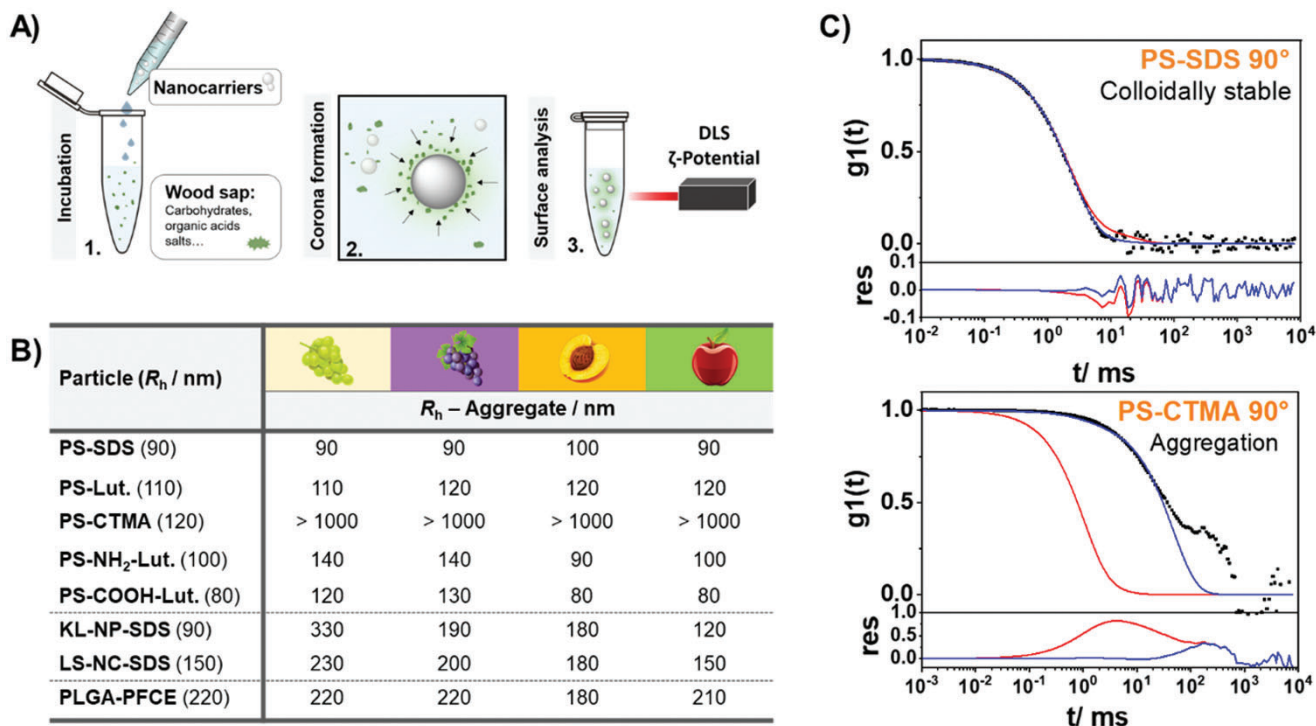 A)
Nanocarriers
Incubation
Wood sap:
Carbohydrates,
organic acids
salts…
1.
Corona formation
2.
Surface analysis
3.
DLS
ζ-Potential
B)
Particle (Rh / nm)
Rh – Aggregate / nm
PS-SDS (90) 90 90 100 90
PS-Lut. (110) 110 120 120 120
PS-CTMA (120) > 1000 > 1000 > 1000 > 1000
PS-NH2-Lut. (100) 140 140 90 100
PS-COOH-Lut. (80) 120 130 80 80
KL-NP-SDS (90) 330 190 180 120
LS-NC-SDS (150) 230 200 180 150
PLGA-PFCE (220) 220 220 180 210
C)
PS-SDS 90°
Colloidally stable
g1(t)
1.0
0.5
0.0
res
0.1
0.0
-0.1
10-2 10-1 100 101 102 103 104
t/ ms
PS-CTMA 90°
Aggregation
g1(t)
1.0
0.5
0.0
res
1.0
0.5
0.0
10-3 10-2 10-1 100 101 102 103 104
t/ ms